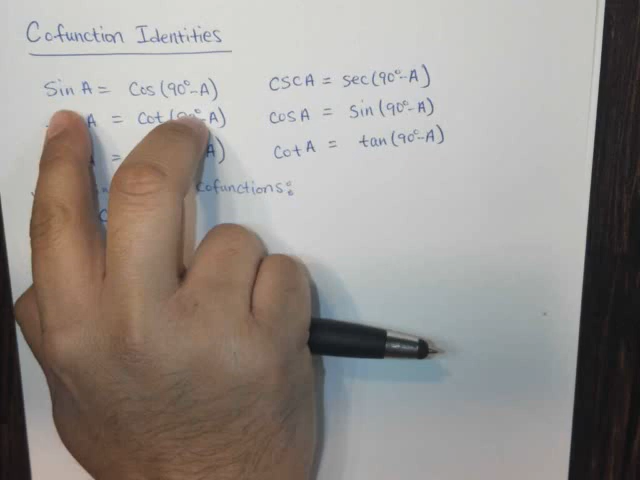 Cofunction Identities
Sin A = Cos (90°-A)
A = Cot (90°-A)
A = A)
cofunctions:
CSC A = sec (90°-A)
cos A = sin (90°-A)
cot A = tan (90°-A)